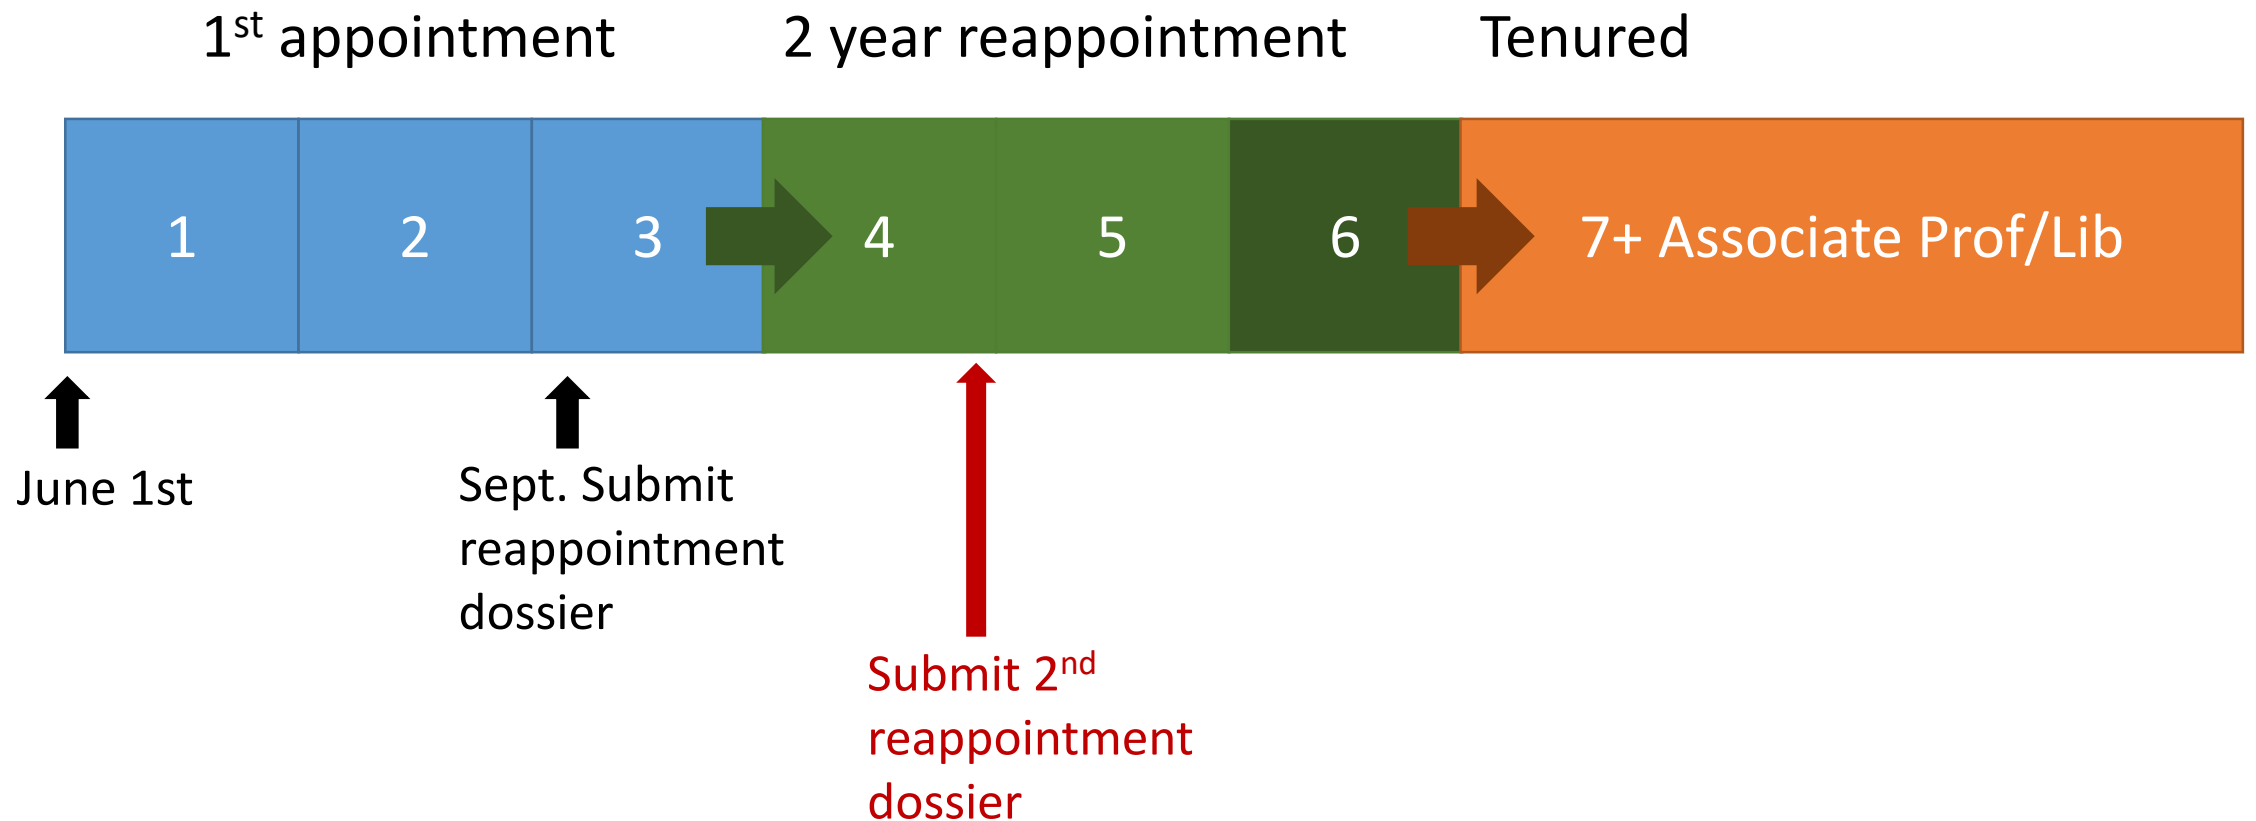 1st appointment
2 year reappointment
Tenured
1
2
3
4
5
6
7+ Associate Prof/Lib
June 1st
Sept. Submit
reappointment
dossier
Submit 2nd
reappointment
dossier